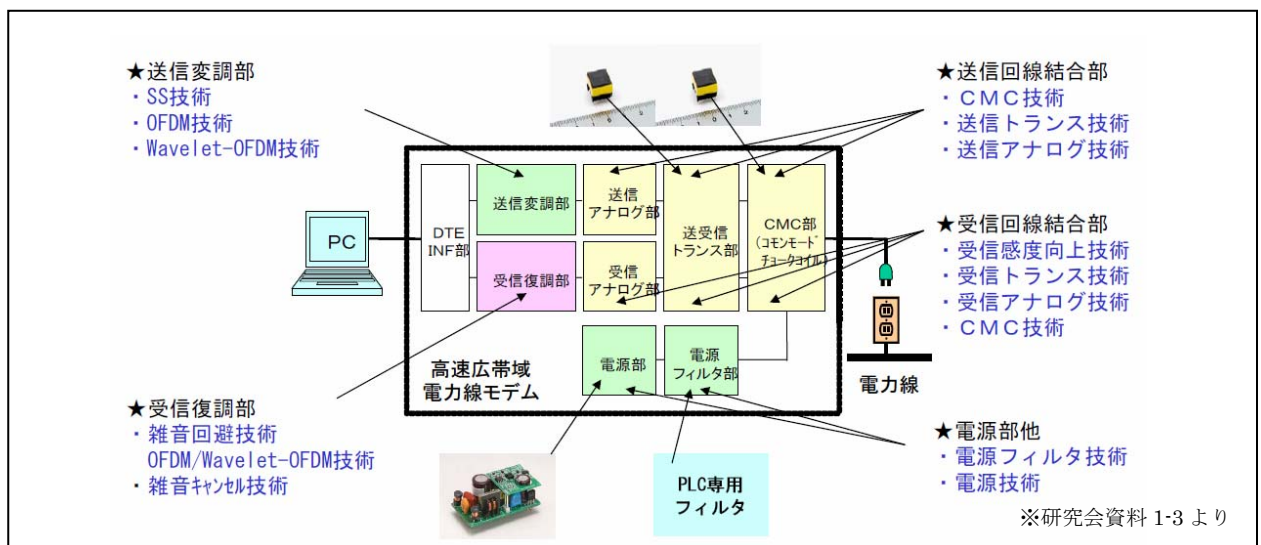 ★送信変調部
・SS技術
・OFDM技術
・Wavelet-OFDM技術
★送信回線結合部
・CMC技術
・送信トランス技術
・送信アナログ技術
PC
DTE
INF部
送信変調部
送信
アナログ部
送受信
トランス部
CMC部
(コモンモード
チョークコイル)
受信復調部
受信
アナログ部
★受信回線結合部
・受信感度向上技術
・受信トランス技術
・受信アナログ技術
・CMC技術
高速広帯域
電力線モデム
電源部
電源
フィルタ部
電力線
★受信復調部
・雑音回避技術
OFDM/Wavelet-OFDM技術
・雑音キャンセル技術
PLC専用
フィルタ
★電源部他
・電源フィルタ技術
・電源技術
※研究会資料 1-3 より